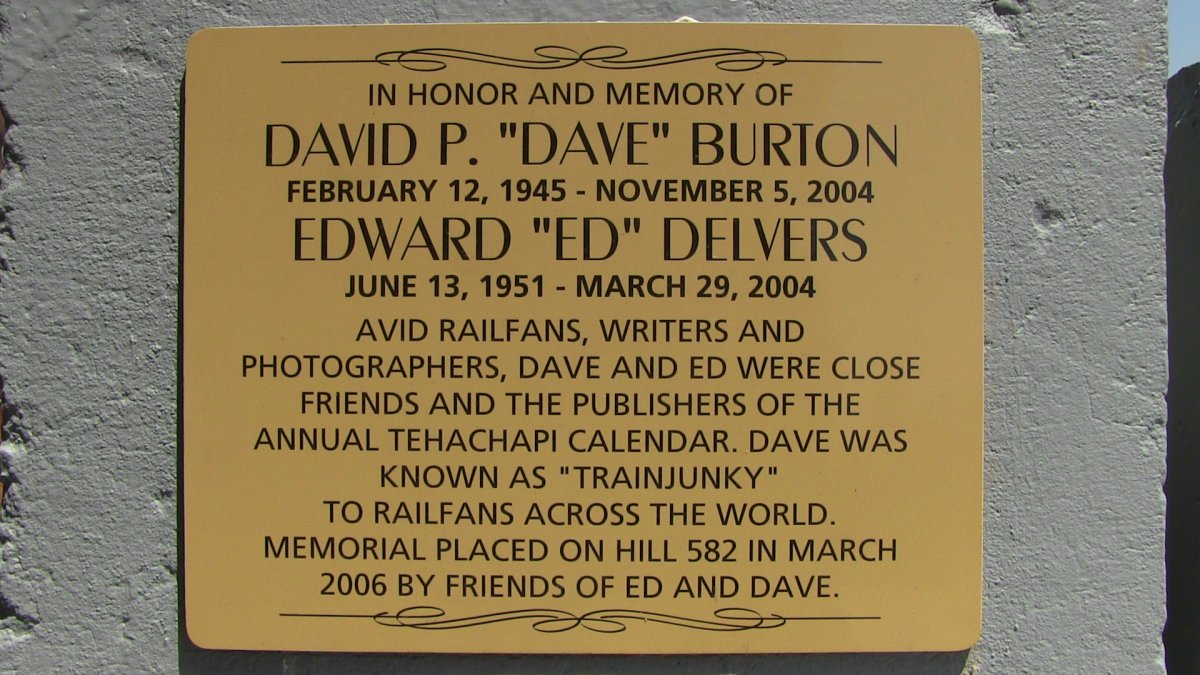 IN HONOR AND MEMORY OF
DAVID P. "DAVE" BURTON
FEBRUARY 12, 1945 - NOVEMBER 5, 2004
EDWARD "ED" DELVERS
JUNE 13, 1951 - MARCH 29, 2004
AVID RAILFANS, WRITERS AND
PHOTOGRAPHERS, DAVE AND ED WERE CLOSE
FRIENDS AND THE PUBLISHERS OF THE
ANNUAL TEHACHAPI CALENDAR. DAVE WAS
KNOWN AS "TRAINJUNKY"
TO RAILFANS ACROSS THE WORLD.
MEMORIAL PLACED ON HILL 582 IN MARCH
2006 BY FRIENDS OF ED AND DAVE.